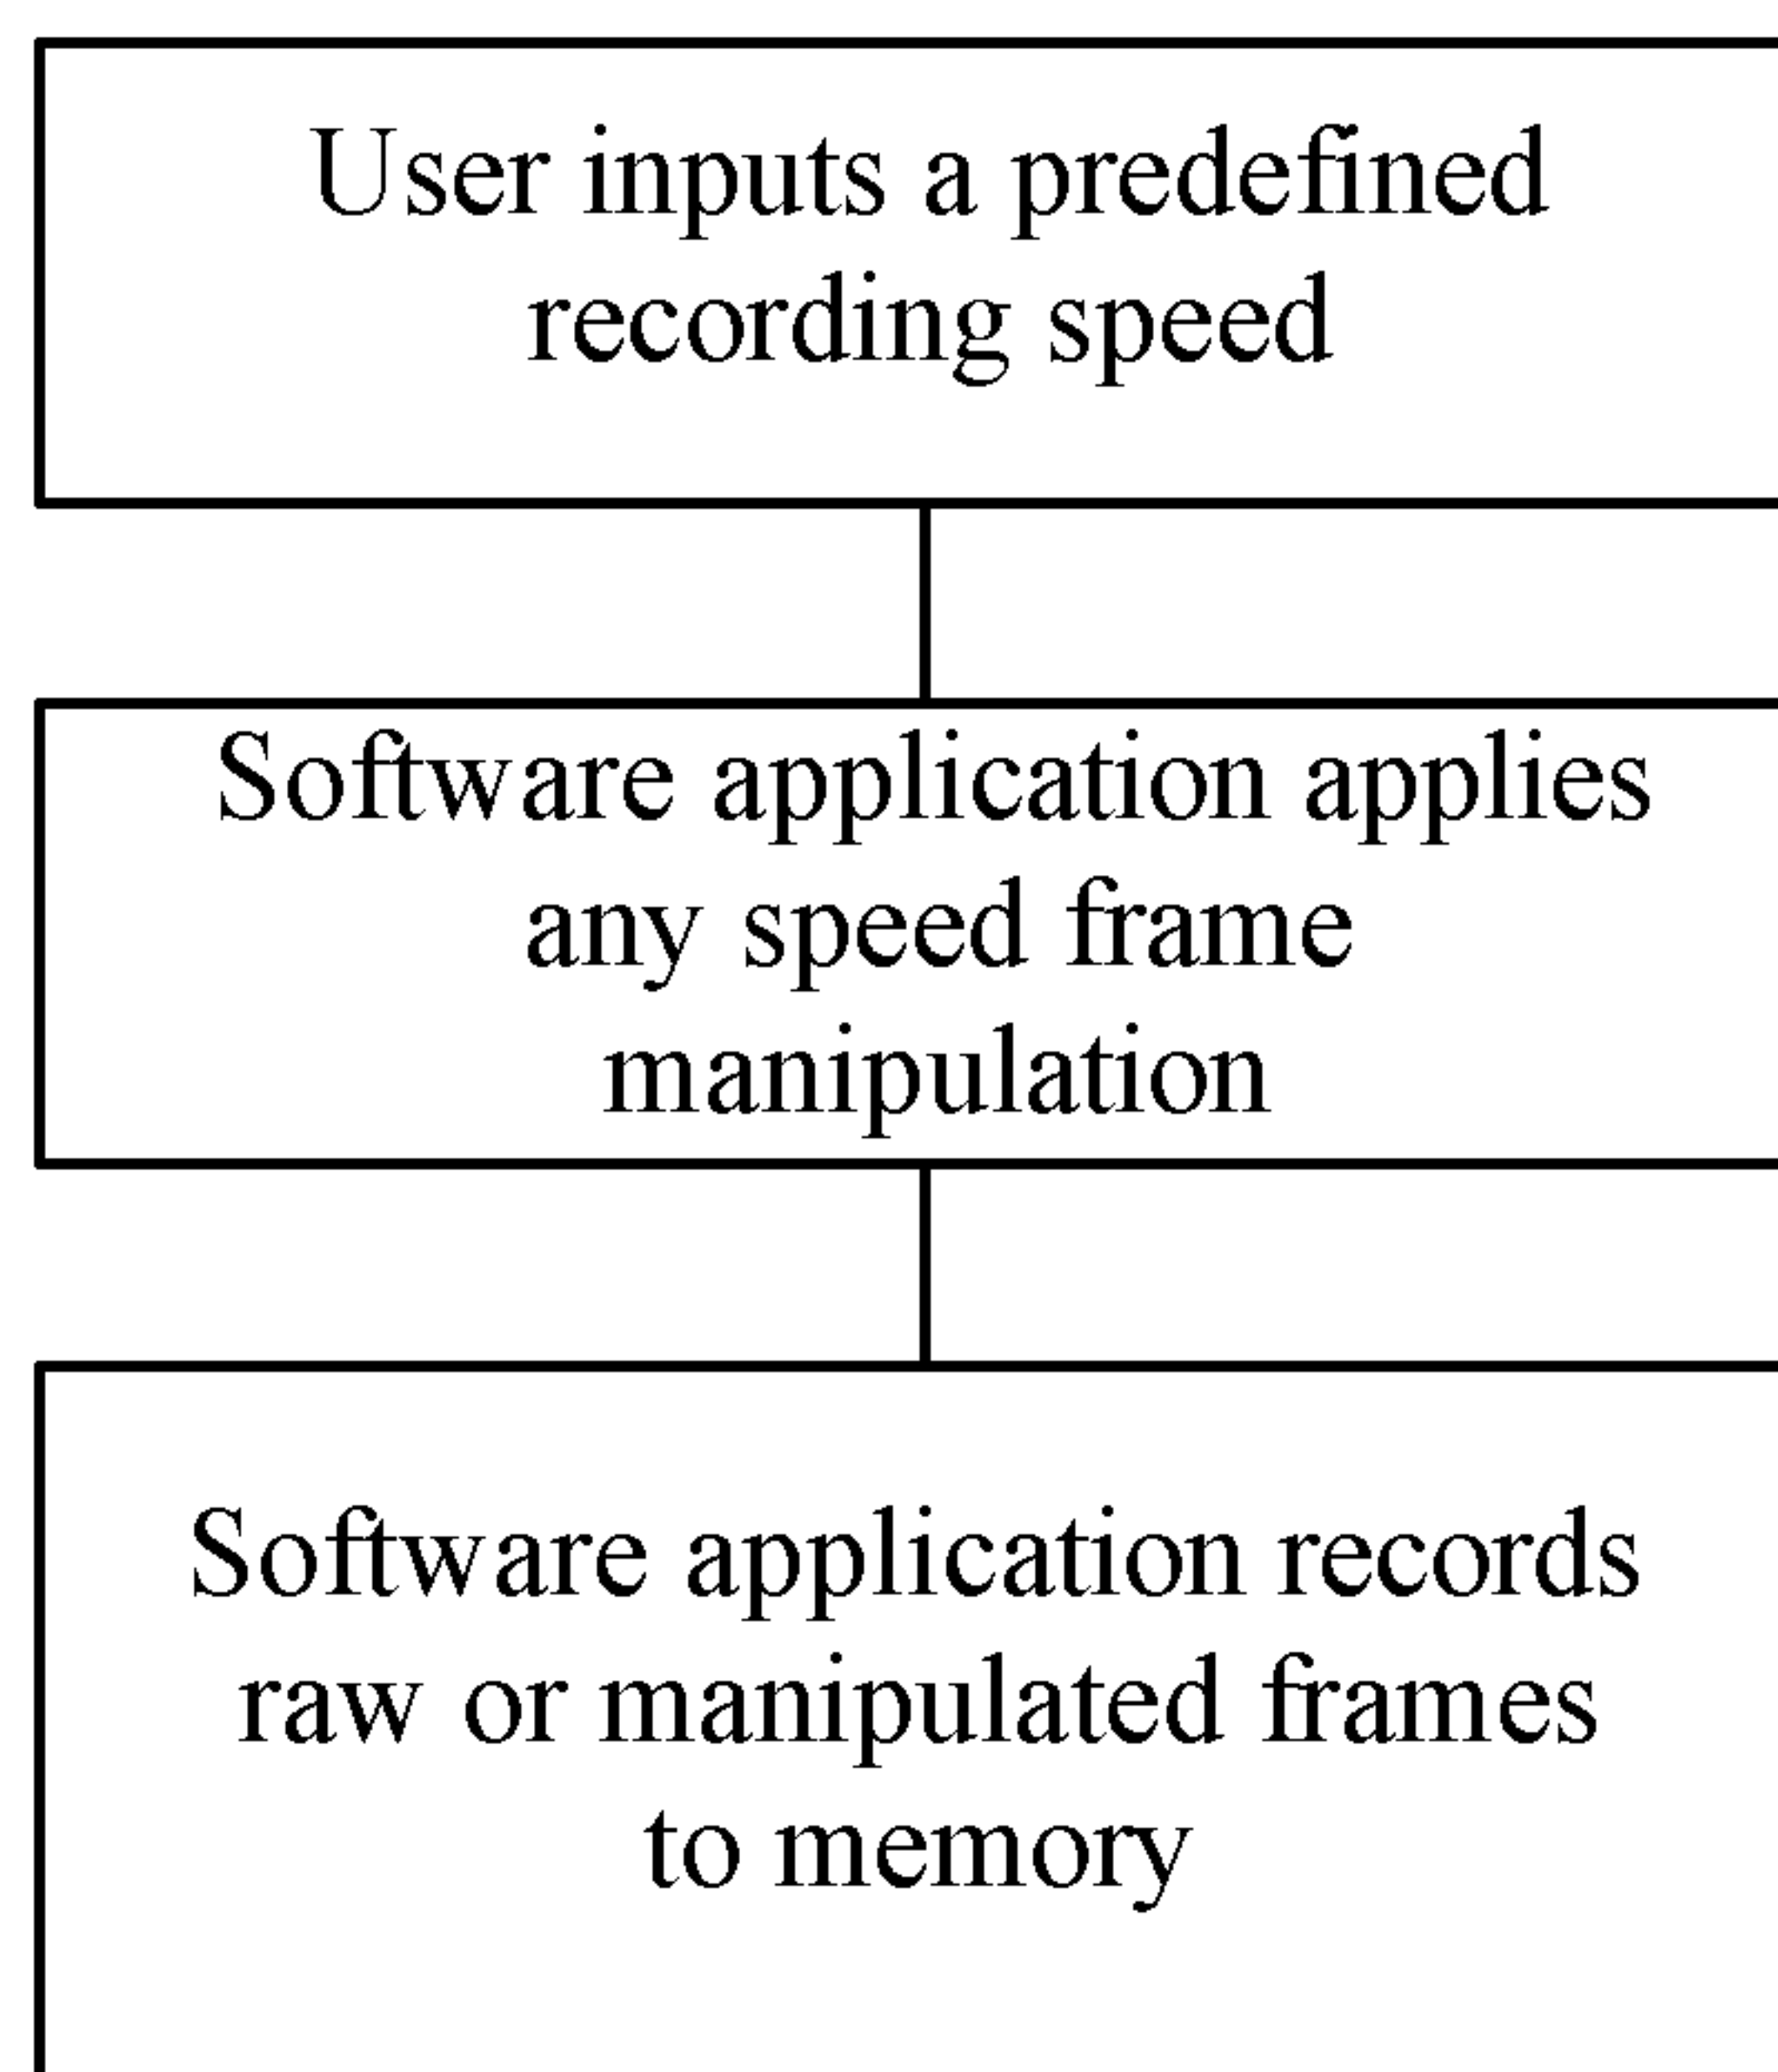 User inputs a predefined
recording speed
Software application applies
any speed frame
manipulation
Software application records
raw or manipulated frames
to memory